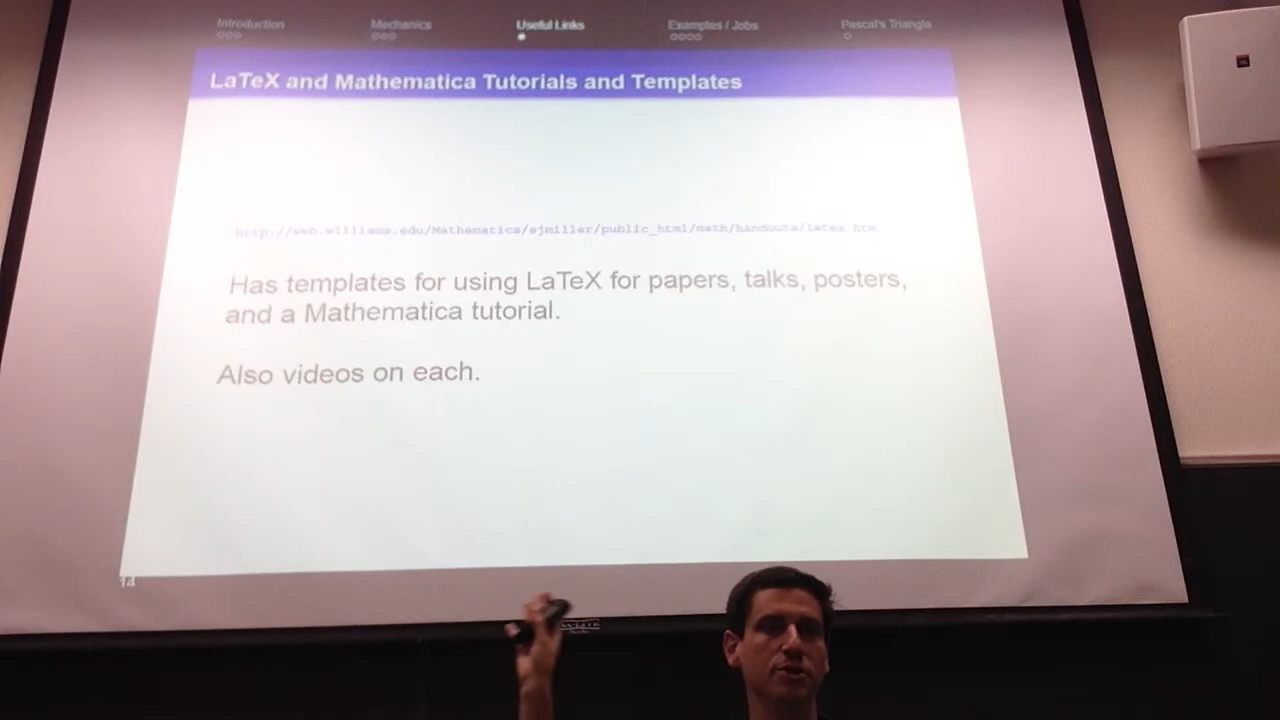 Introduction Mechanics Useful Links Examples / Jobs Pascal's Triangle
LaTeX and Mathematica Tutorials and Templates
http://web.williams.edu/Mathematics/sjmiller/public_html/math/handouts/latex.htm
Has templates for using LaTeX for papers, talks, posters,
and a Mathematica tutorial.
Also videos on each.
14